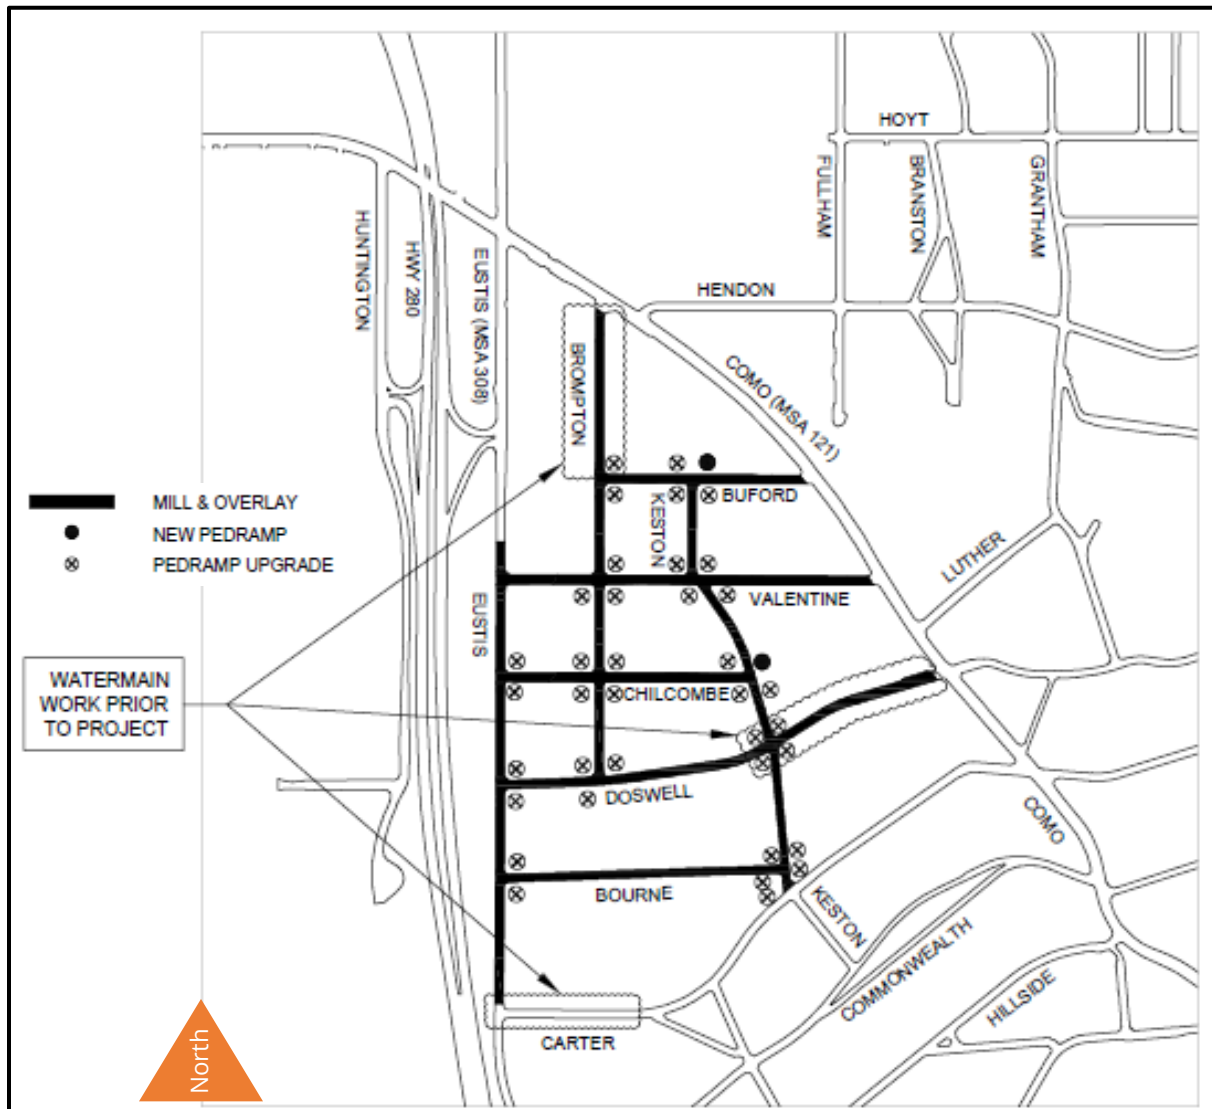 HOYT
FULLHAM
BRANSTON
GRANTHAM
HUNTINGTON
HWY 280
EUSTIS (MSA 308)
HENDON
BROMPTON
COMO (MSA 121)
MILL & OVERLAY
NEW PEDRAMP
PEDRAMP UPGRADE
KESTON
BUFORD
LUTHER
EUSTIS
VALENTINE
WATERMAIN
WORK PRIOR
TO PROJECT
CHILCOMBE
DOSWELL
COMO
BOURNE
KESTON
COMMONWEALTH
HILLSIDE
CARTER
North